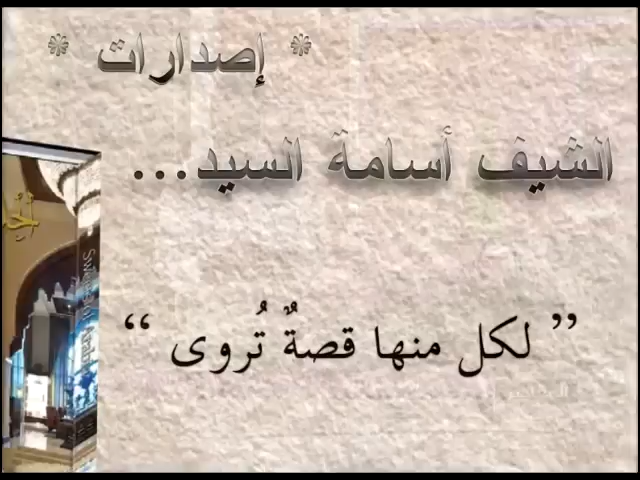 * إصدارات *
الشيف أسامة السيد...
” لكل منها قصةٌ تُروى “